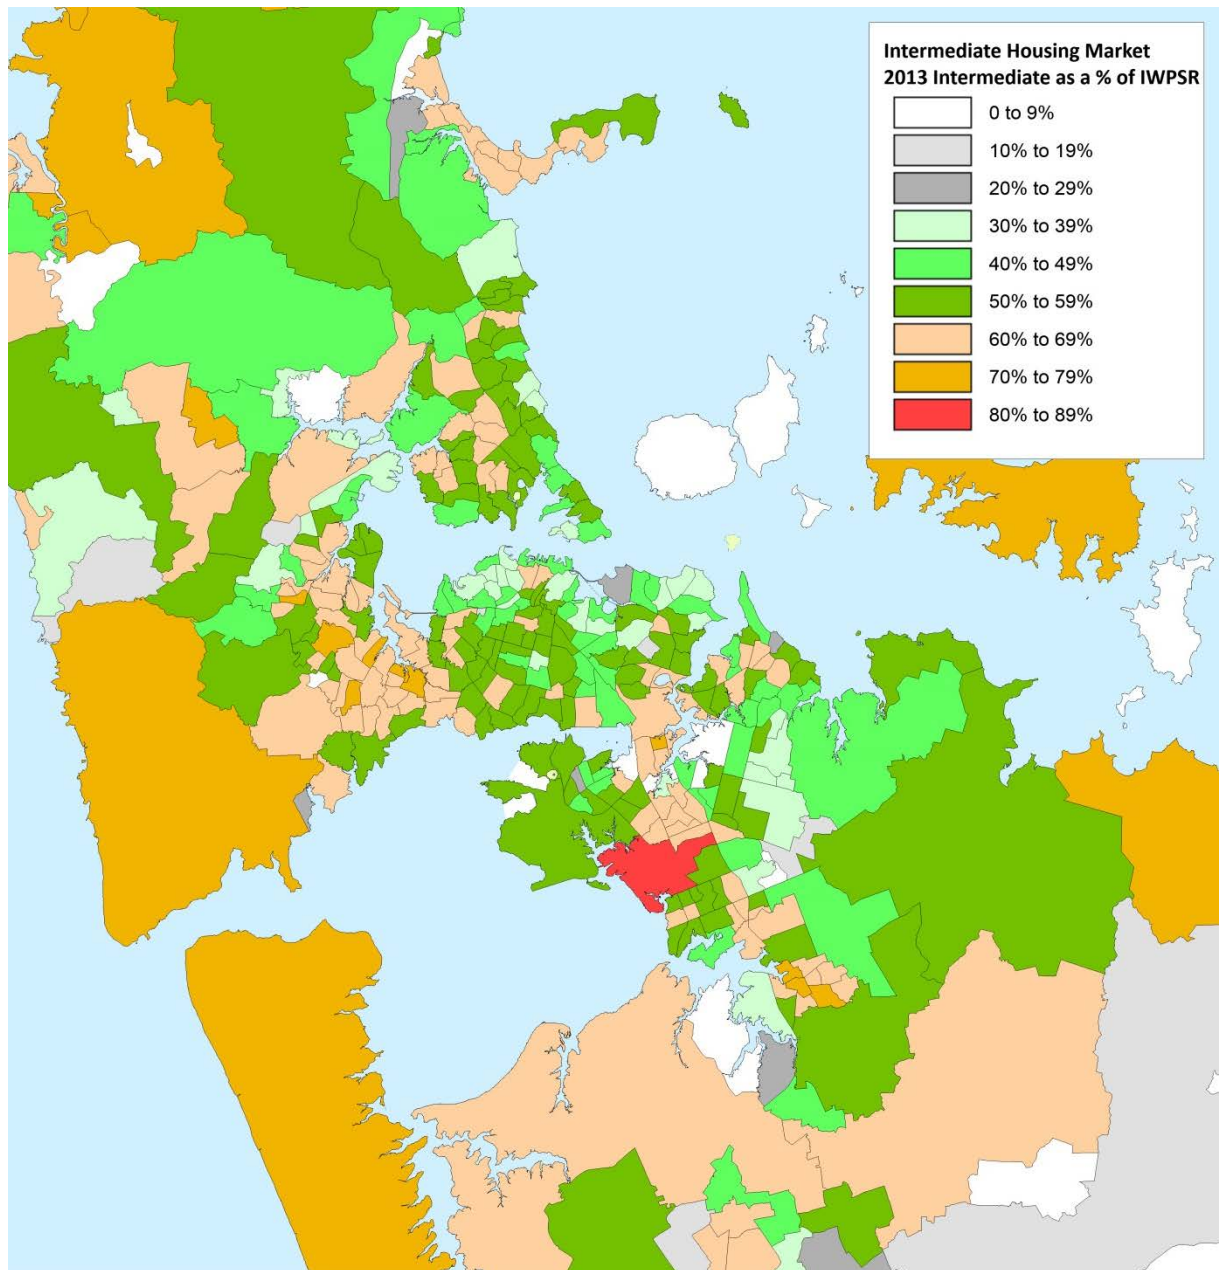 Intermediate Housing Market
2013 Intermediate as a % of IWPSR
0 to 9%
10% to 19%
20% to 29%
30% to 39%
40% to 49%
50% to 59%
60% to 69%
70% to 79%
80% to 89%